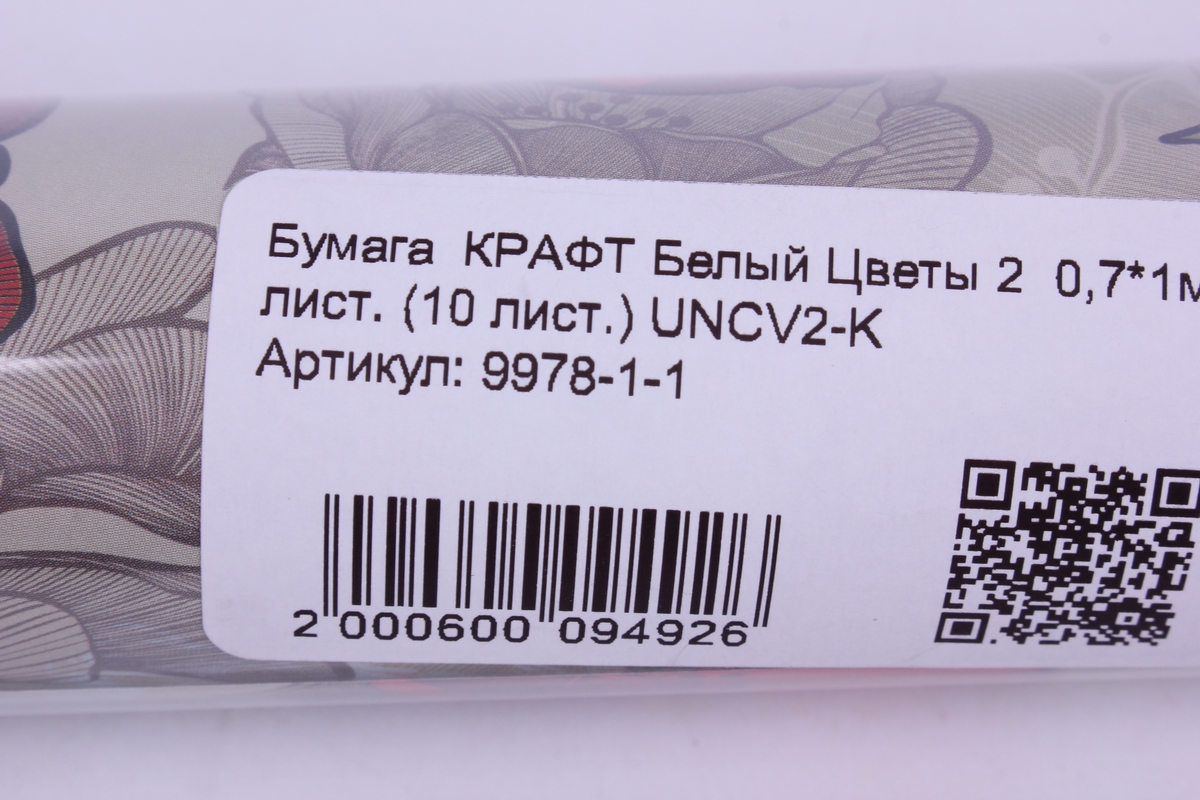 Бумага КРАФТ Белый Цветы 2 0,7*1м
лист. (10 лист.) UNCV2-K
Артикул: 9978-1-1
2 000600 094926